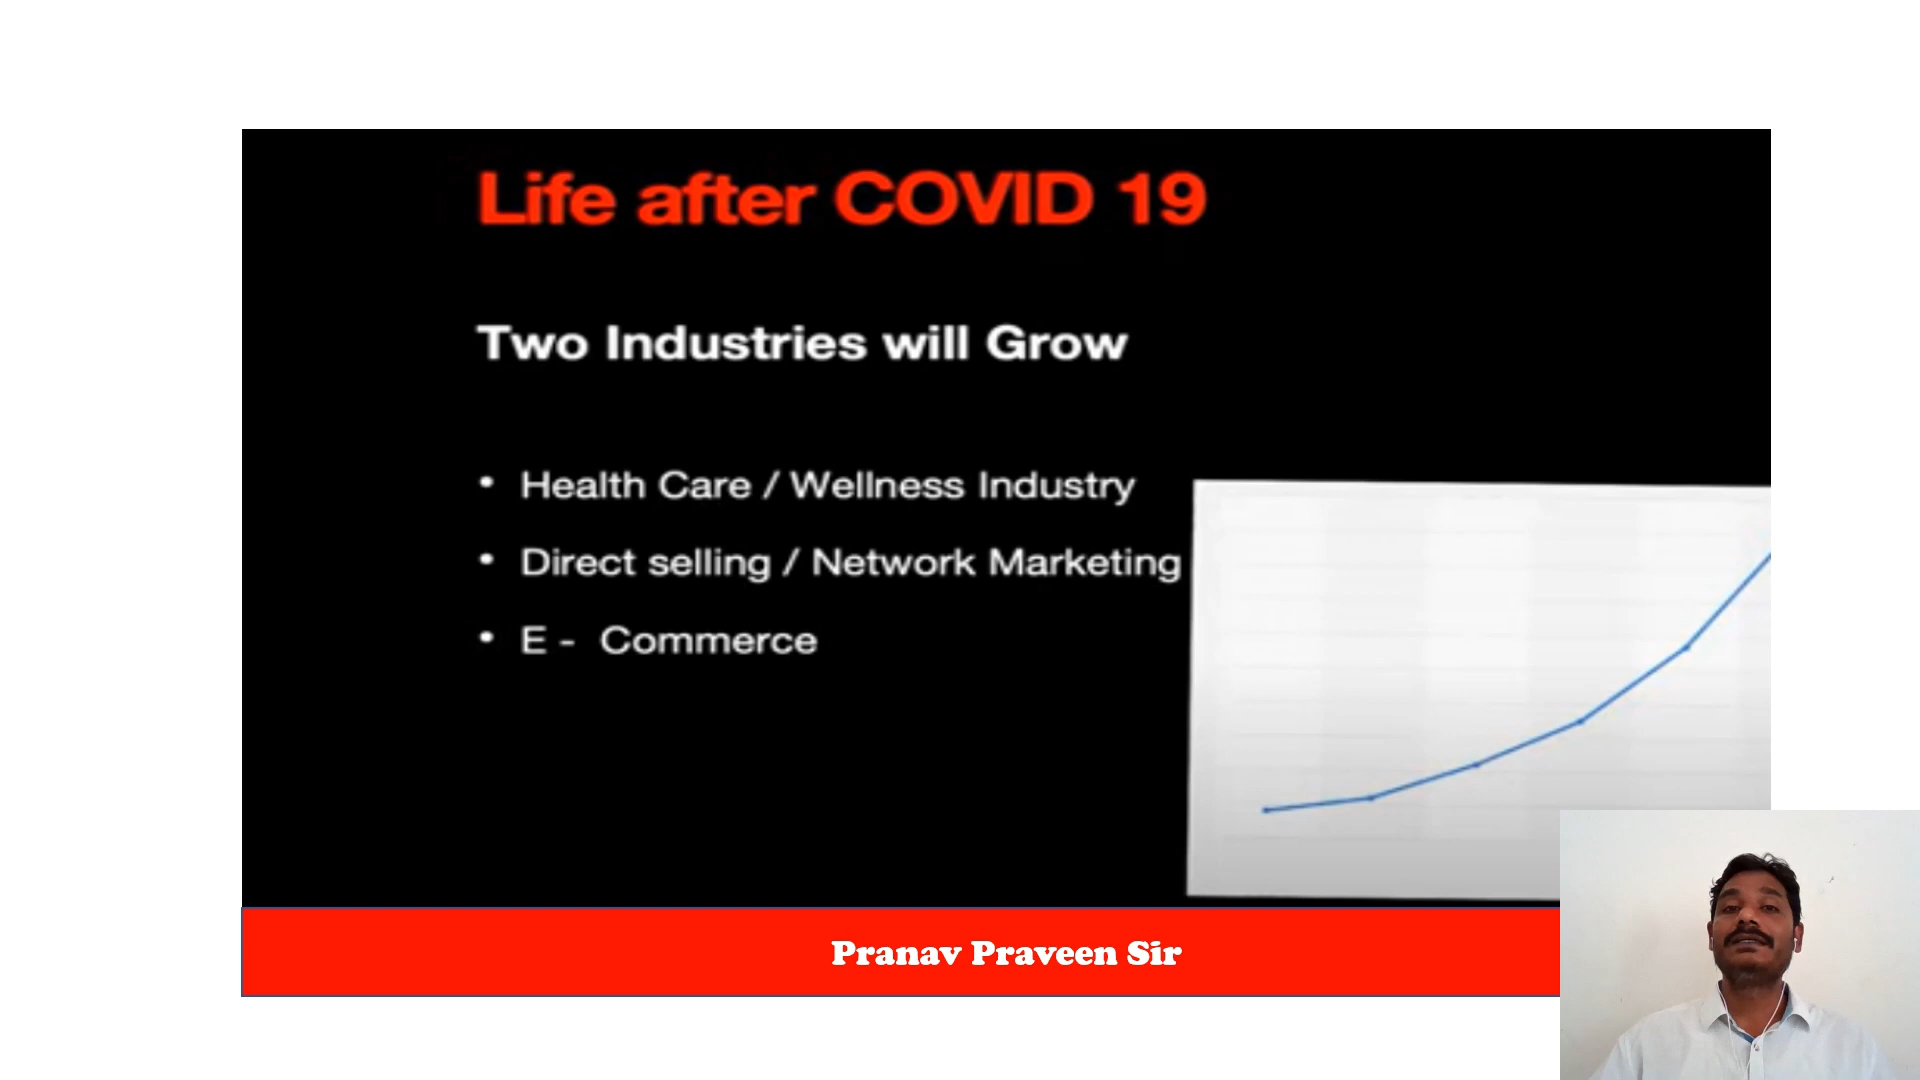 Life after COVID 19
Two Industries will Grow
• Health Care / Wellness Industry
• Direct selling / Network Marketing
• E - Commerce
Pranav Praveen Sir